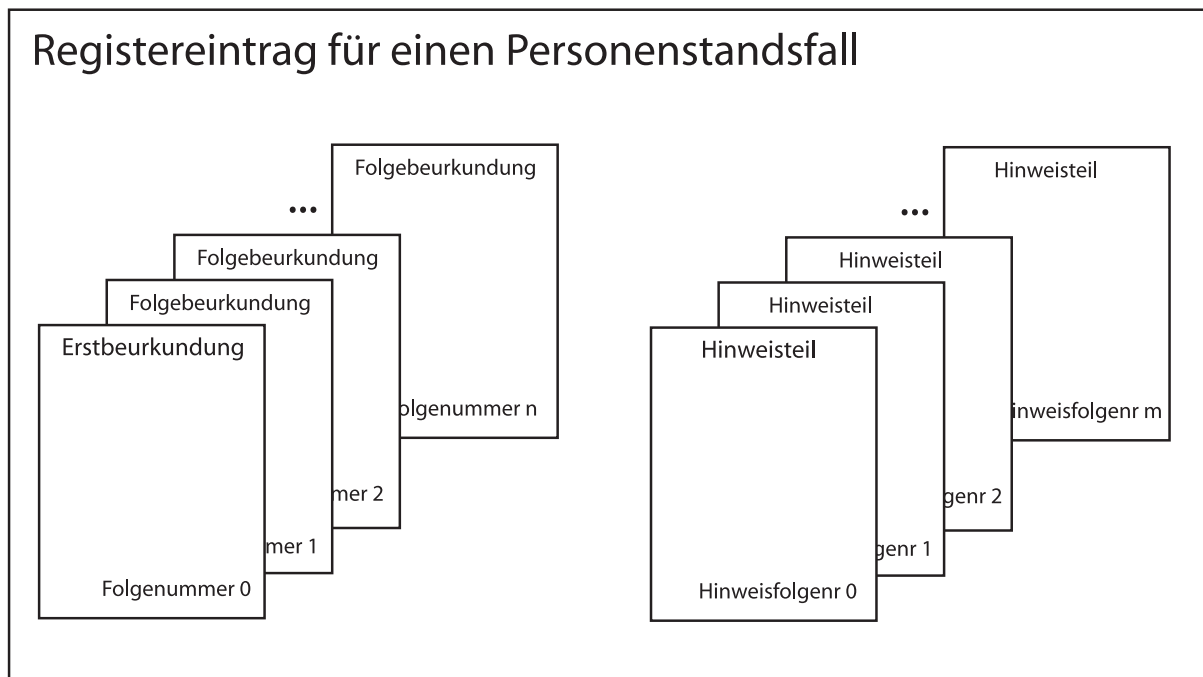 Registereintrag für einen Personenstandsfall
Folgebeurkundung
...
Folgebeurkundung
Folgebeurkundung
Erstbeurkundung
olgenummer n
mer 2
mer 1
Folgenummer 0
Hinweisteil
...
Hinweisteil
Hinweisteil
Hinweisteil
inweisfolgenr m
genr 2
genr 1
Hinweisfolgenr 0